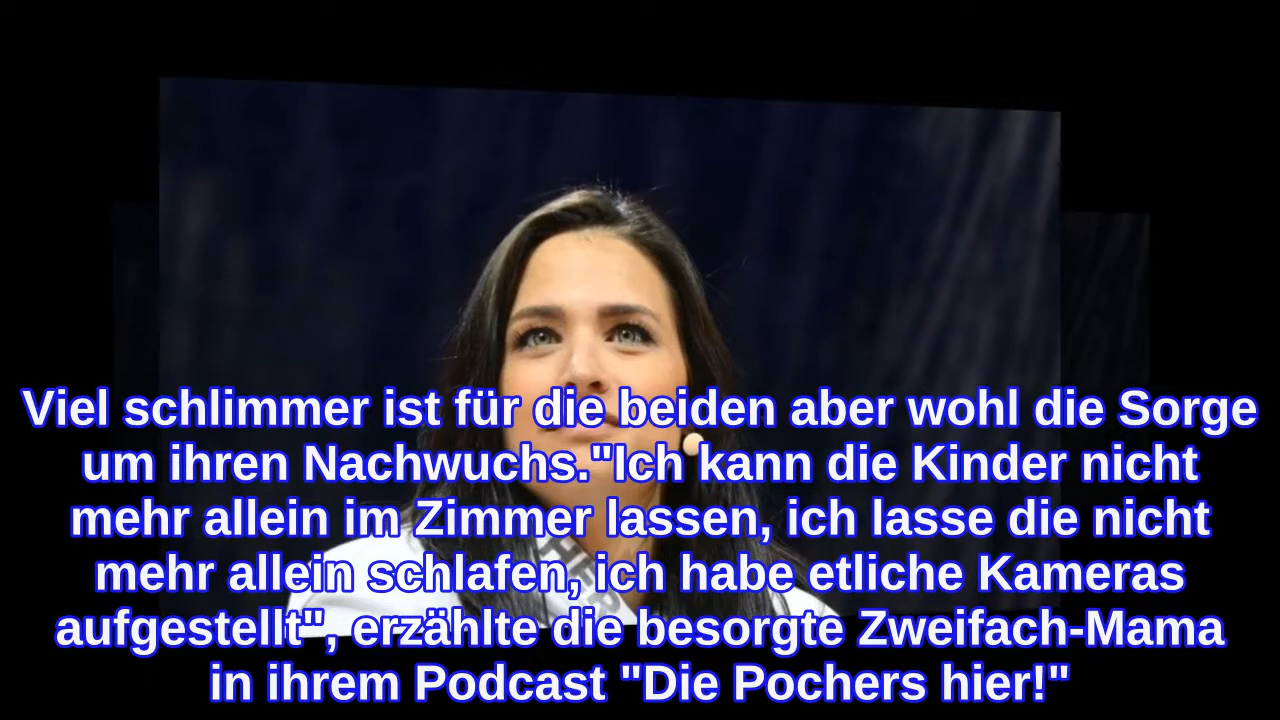 Viel schlimmer ist für die beiden aber wohl die Sorge
um ihren Nachwuchs."Ich kann die Kinder nicht
mehr allein im Zimmer lassen, ich lasse die nicht
mehr allein schlafen, ich habe etliche Kameras
aufgestellt", erzählte die besorgte Zweifach-Mama
in ihrem Podcast "Die Pochers hier!"